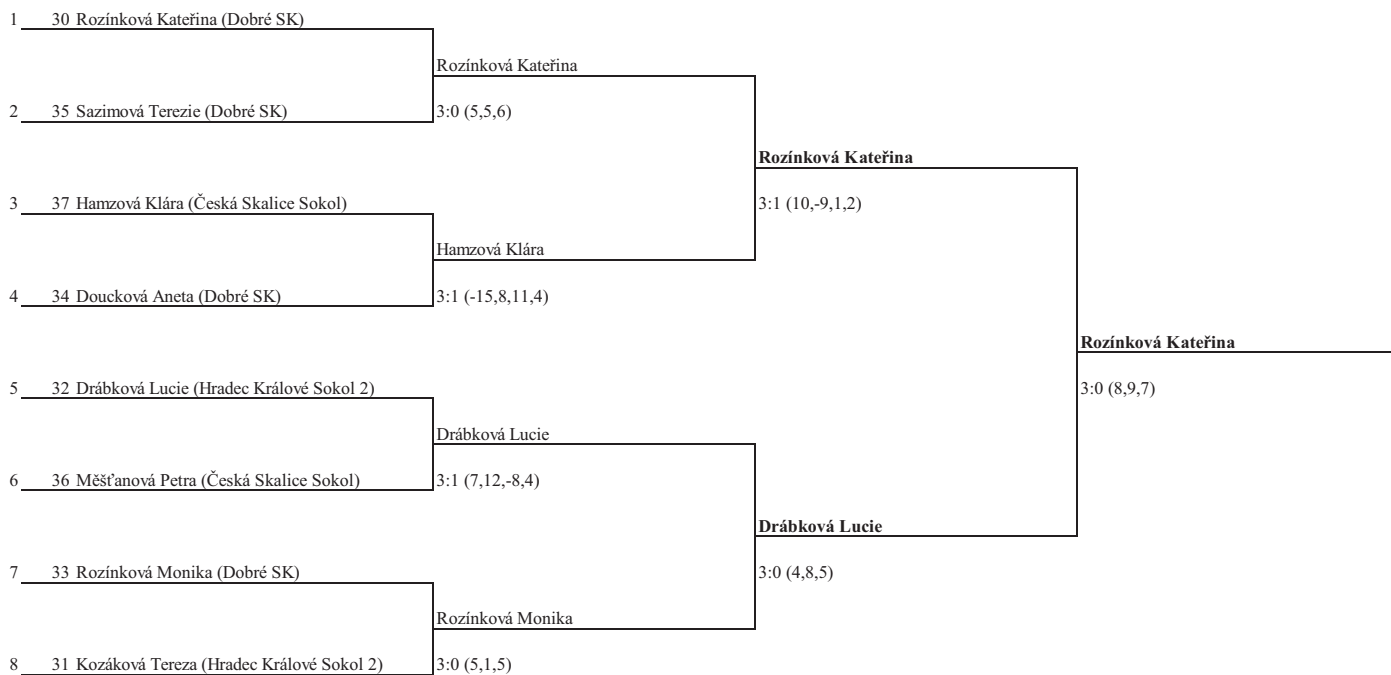 1 30 Rozínková Kateřina (Dobré SK)
Rozínková Kateřina
2 35 Sazimová Terezie (Dobré SK) 3:0 (5,5,6)
Rozínková Kateřina
3 37 Hamzová Klára (Česká Skalice Sokol) 3:1 (10,-9,1,2)
Hamzová Klára
4 34 Doucková Aneta (Dobré SK) 3:1 (-15,8,11,4)
Rozínková Kateřina
5 32 Drábková Lucie (Hradec Králové Sokol 2) 3:0 (8,9,7)
Drábková Lucie
6 36 Měšťanová Petra (Česká Skalice Sokol) 3:1 (7,12,-8,4)
Drábková Lucie
7 33 Rozínková Monika (Dobré SK) 3:0 (4,8,5)
Rozínková Monika
8 31 Kozáková Tereza (Hradec Králové Sokol 2) 3:0 (5,1,5)